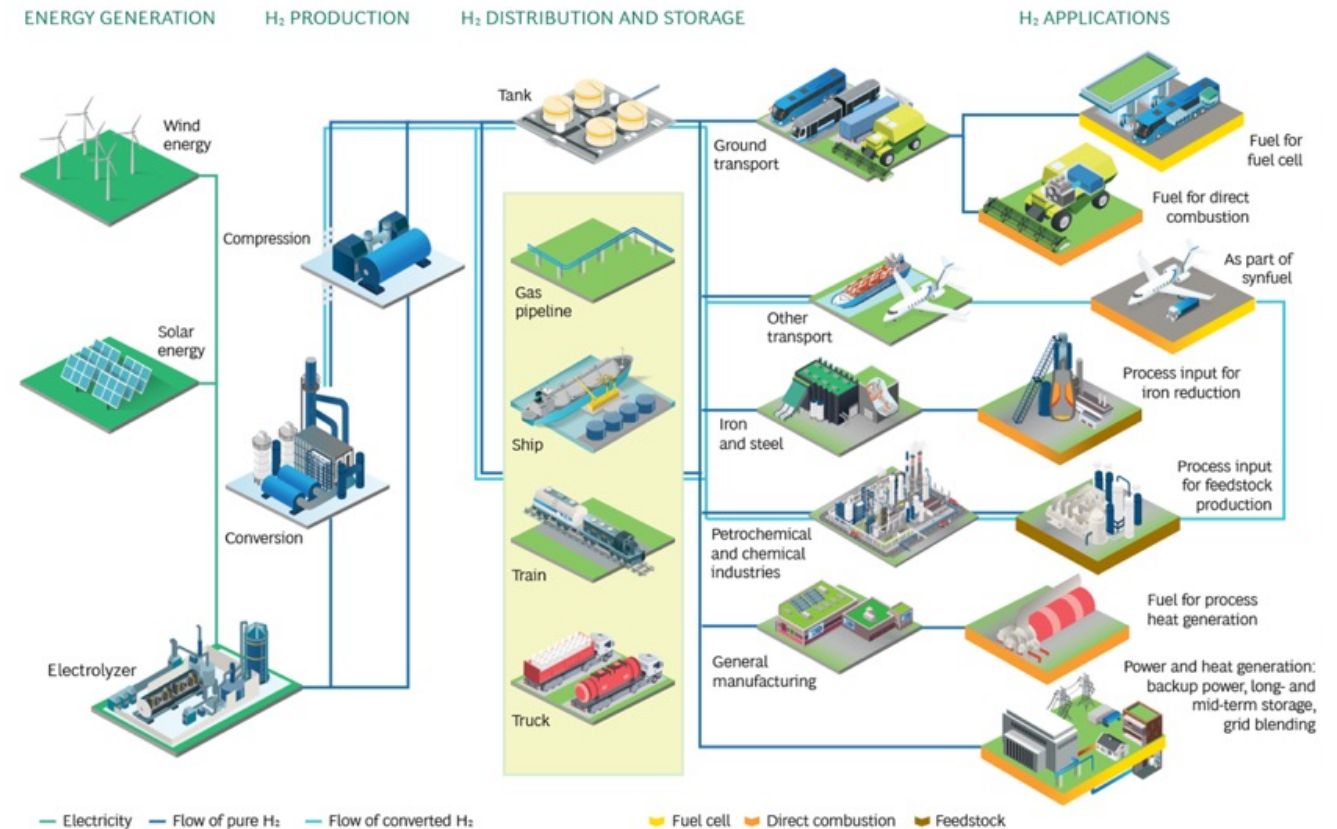 ENERGY GENERATION
H₂ PRODUCTION
H₂ DISTRIBUTION AND STORAGE
H₂ APPLICATIONS
Wind
energy
Solar
energy
Electrolyzer
Compression
Conversion
Tank
Gas
pipeline
Ship
Train
Truck
Ground
transport
Other
transport
Iron
and steel
Petrochemical
and chemical
industries
General
manufacturing
Fuel for
fuel cell
Fuel for direct
combustion
As part of
synfuel
Process input for
iron reduction
Process input
for feedstock
production
Fuel for process
heat generation
Power and heat generation:
backup power, long- and
mid-term storage,
grid blending
Electricity
Flow of pure H₂
Flow of converted H₂
Fuel cell
Direct combustion
Feedstock